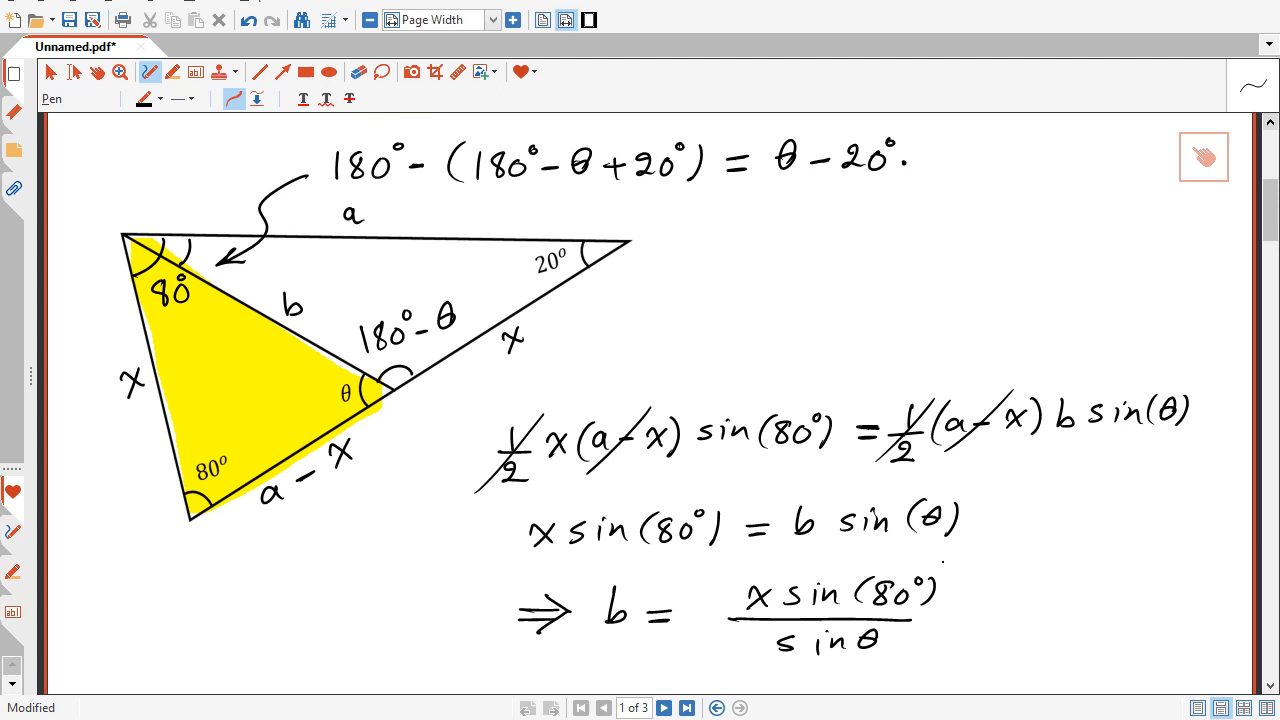 Page Width
Unnamed.pdf*
Pen
180° - (180° - θ + 20°) = θ - 20°.
a
20°
80°
b
180° - θ
x
x
θ
80°
a - x
1/2 x(a - x) sin(80°) = 1/2 (a - x) b sin(θ)
x sin(80°) = b sin(θ)
⇒ b = x sin(80°) / sinθ
Modified
1 of 3